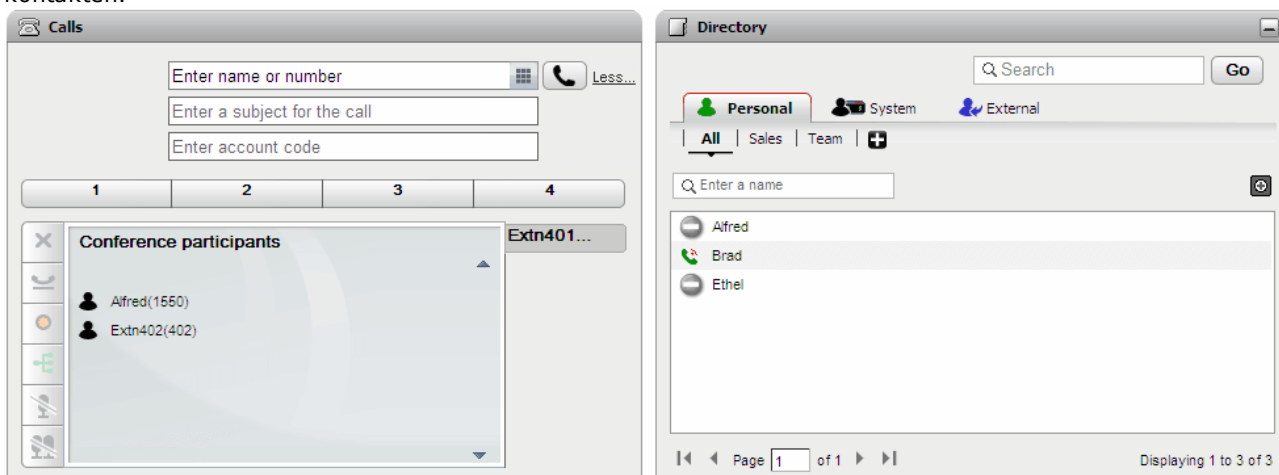 kontakten.
Calls
Enter name or number
Less...
Enter a subject for the call
Enter account code
1 2 3 4
Conference participants
Extn401...
Alfred(1550)
Extn402(402)
Directory
Search
Go
Personal System External
All Sales Team
Enter a name
Alfred
Brad
Ethel
Page 1 of 1
Displaying 1 to 3 of 3